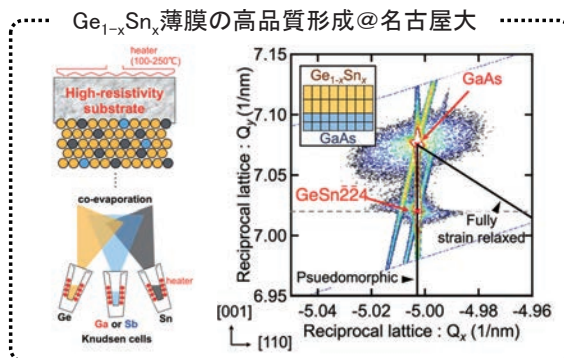 Ge1-xSnx薄膜の高品質形成@名古屋大
heater
(100-250℃)
High-resistivity
substrate
co-evaporation
heater
Ge
Ga or Sb
Sn
Knudsen cells
Reciprocal lattice : Qy (1/nm)
7.15
7.10
7.05
7.00
6.95
Ge1-xSnx
GaAs
GaAs
GeSn2̄2̄4
Fully
strain relaxed
Psuedomorphic
-5.04
-5.02
-5.00
-4.98
-4.96
Reciprocal lattice : Qx (1/nm)
[001]
[110]